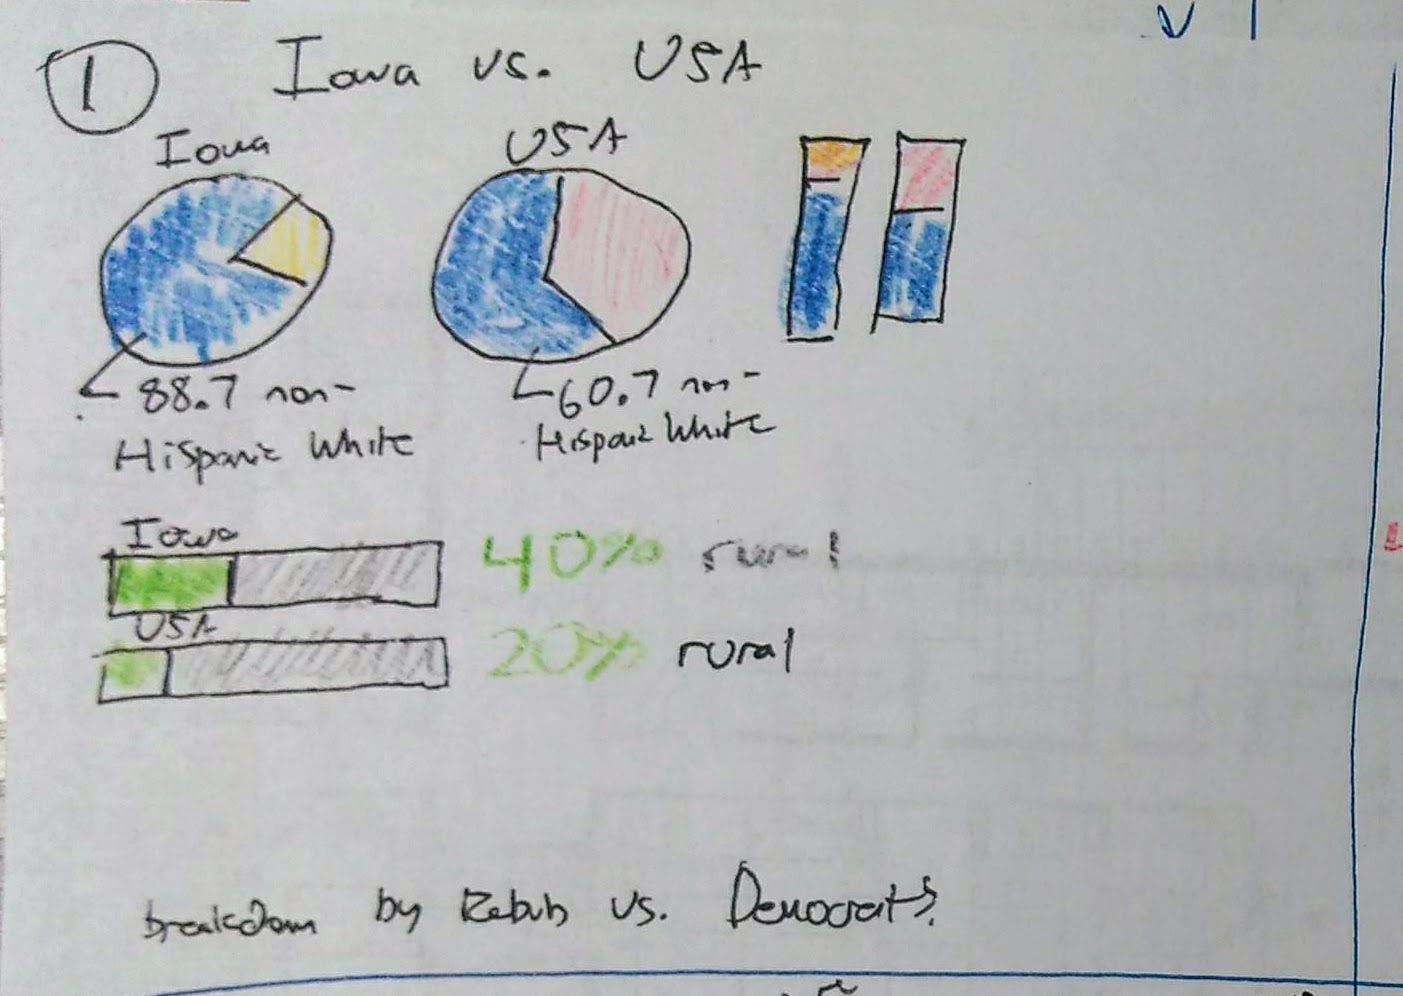 1 Iowa vs. USA
Iowa
USA
88.7 non-
Hispanic White
60.7 non-
Hispanic White
Iowa
40% rural
USA
20% rural
breakdown by Repub vs. Democrats?